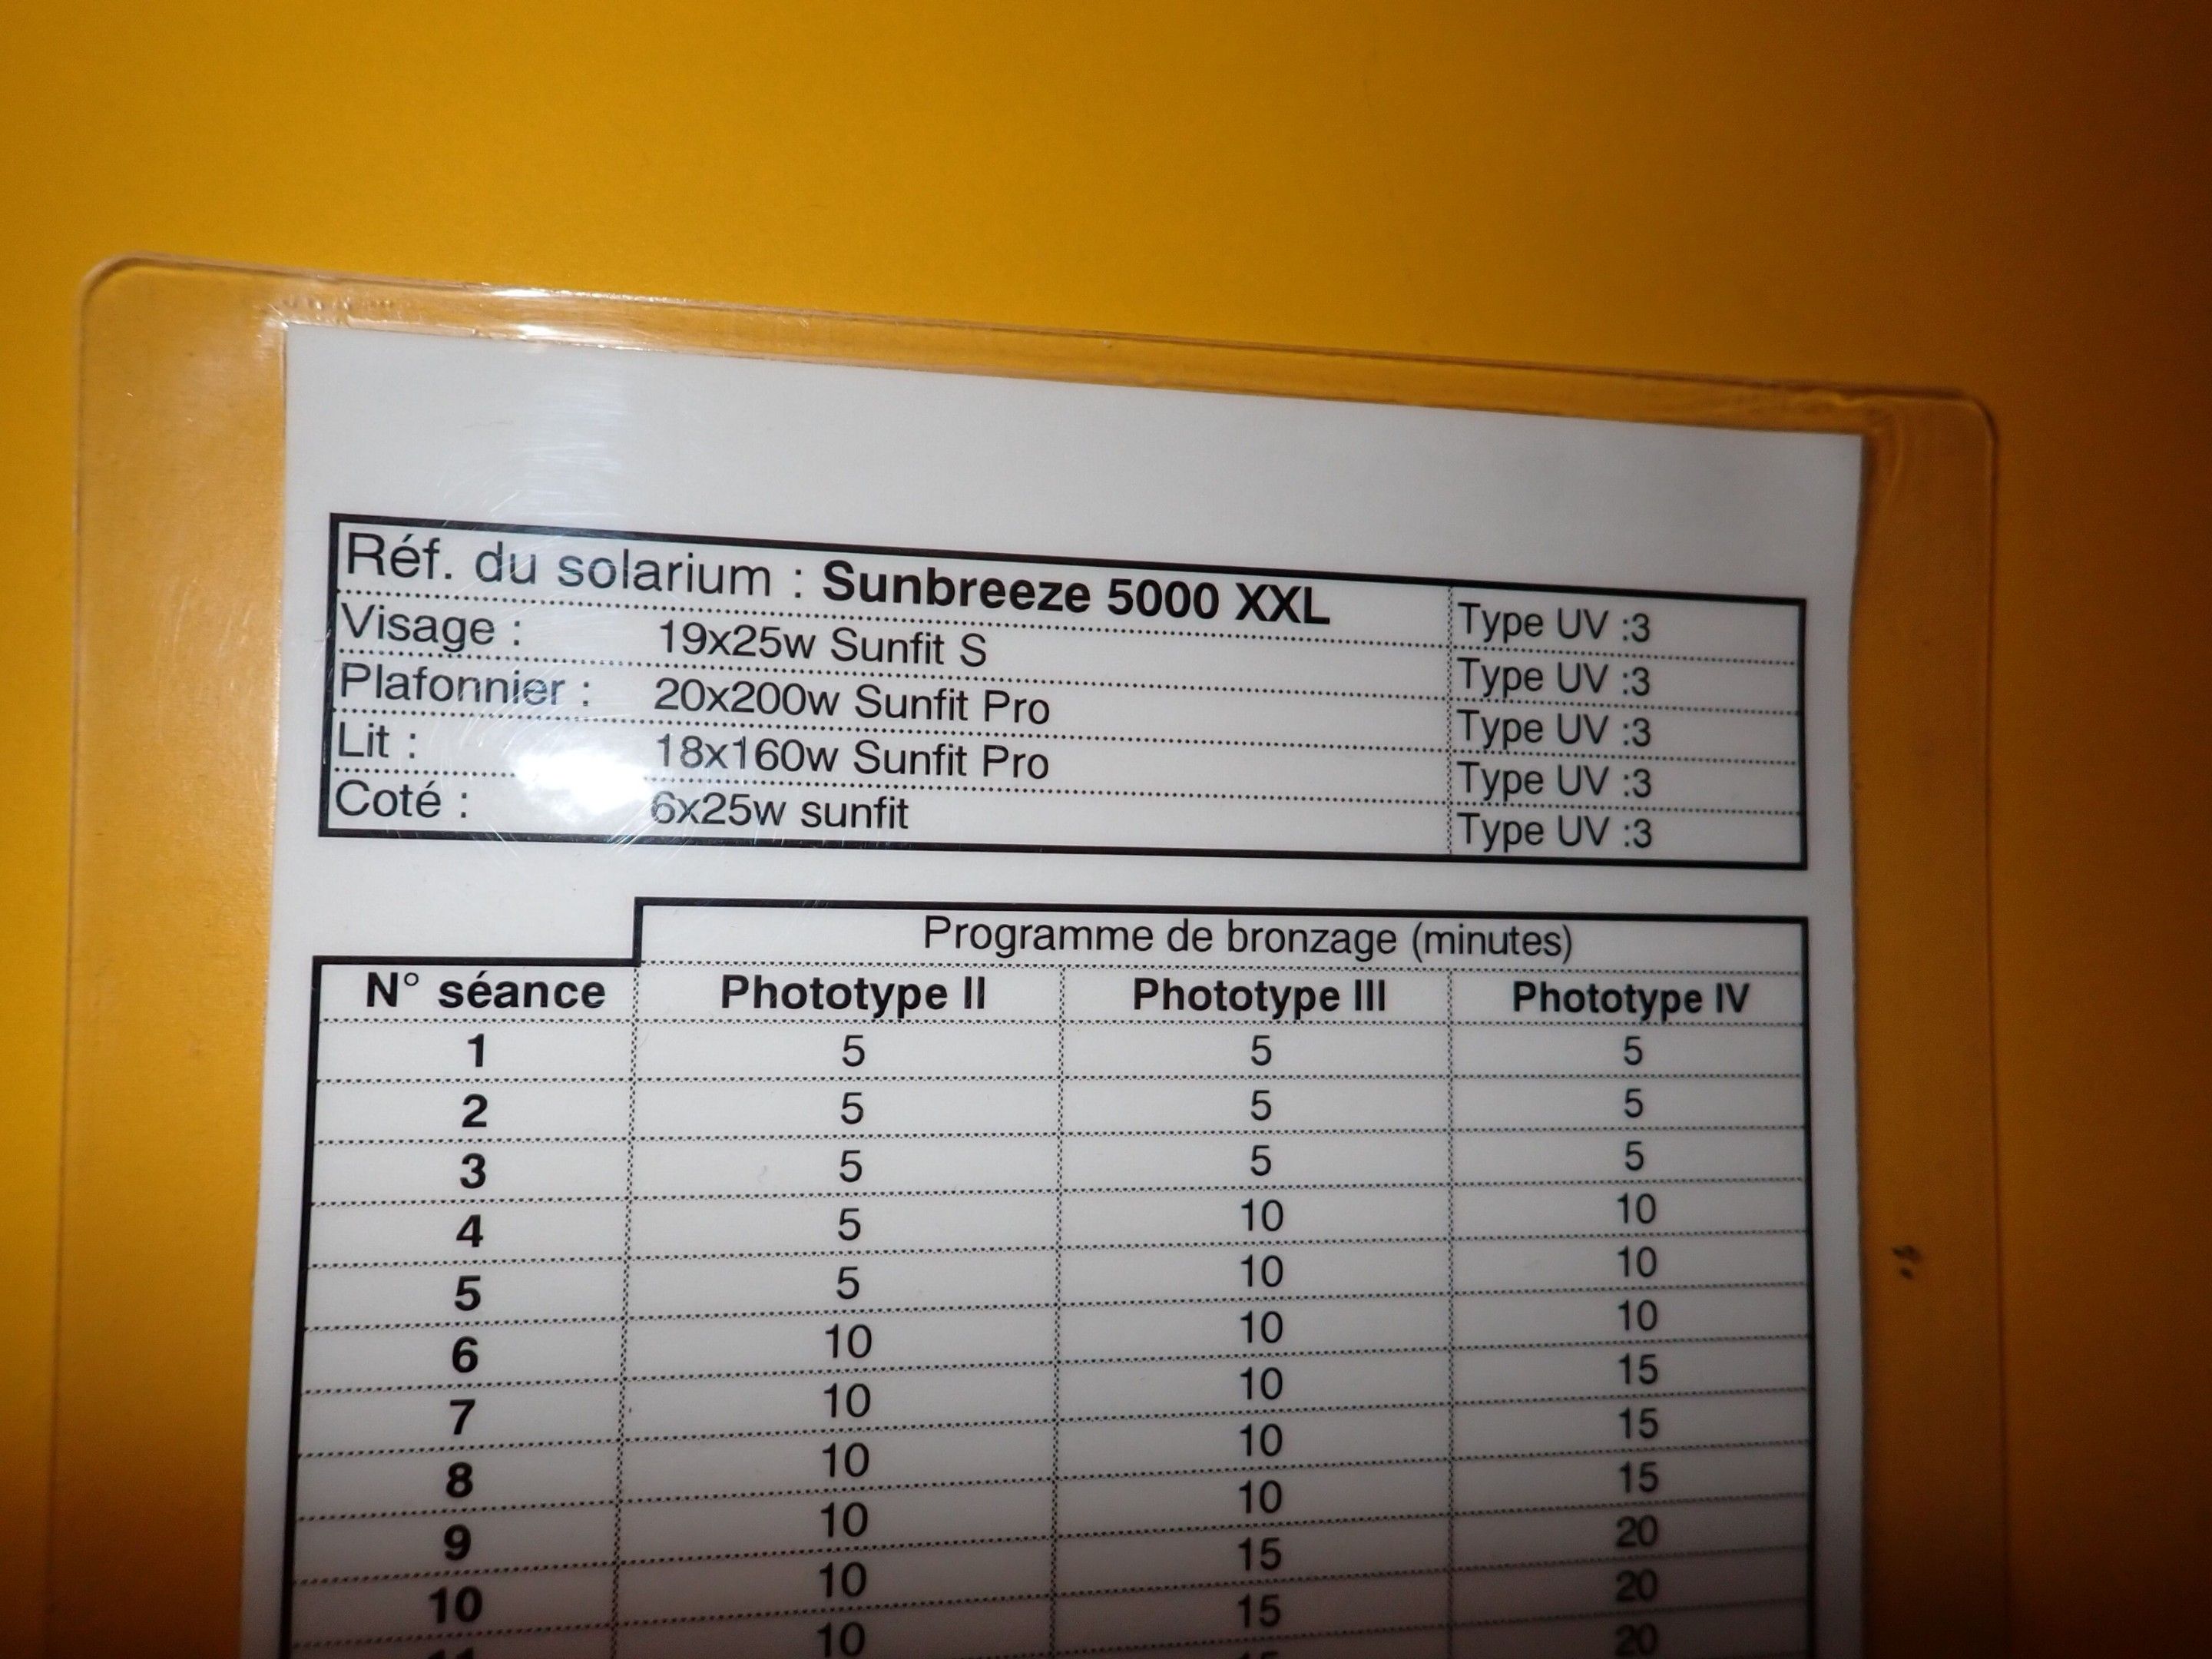 Réf. du solarium : Sunbreeze 5000 XXL Type UV :3
Visage : 19x25w Sunfit S Type UV :3
Plafonnier : 20x200w Sunfit Pro Type UV :3
Lit : 18x160w Sunfit Pro Type UV :3
Coté : 6x25w sunfit Type UV :3
Programme de bronzage (minutes)
N° séance Phototype II Phototype III Phototype IV
1 5 5 5
2 5 5 5
3 5 5 5
4 5 10 10
5 5 10 10
6 10 10 10
7 10 10 15
8 10 10 15
9 10 10 15
10 10 15 20
11 10 15 20
15 20